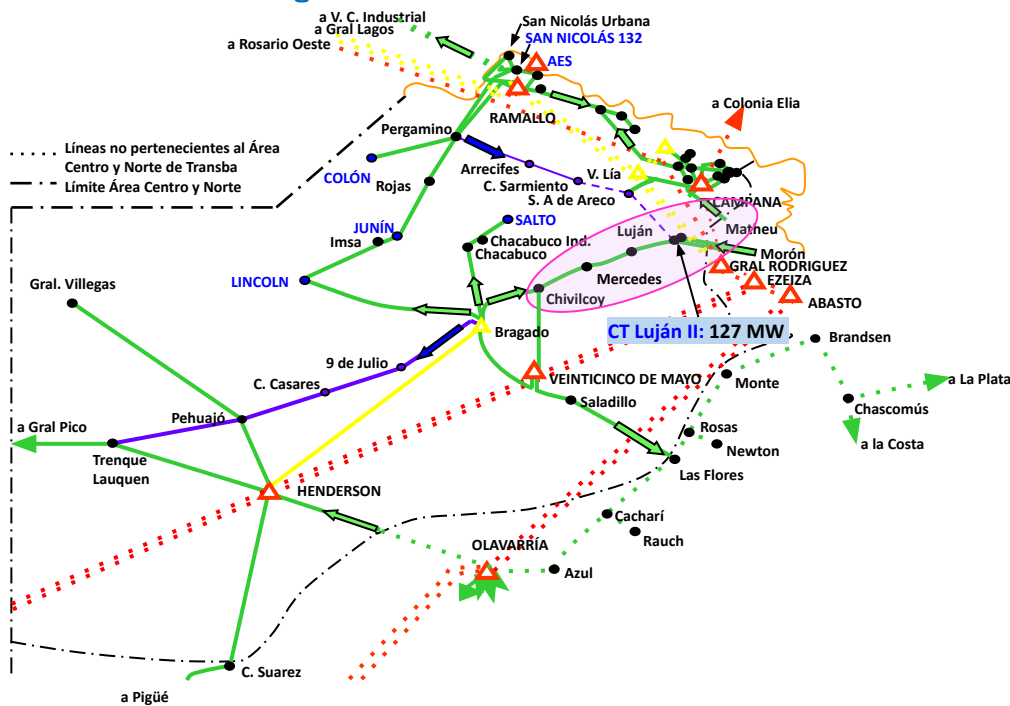 a V. C. Industrial
a Gral Lagos
a Rosario Oeste
San Nicolás Urbana
SAN NICOLÁS 132
AES
a Colonia Elia
RAMALLO
Líneas no pertenecientes al Área
Centro y Norte de Transba
Límite Área Centro y Norte
Pergamino
COLÓN
Rojas
Arrecifes
C. Sarmiento
V. Lía
S. A de Areco
CAMPANA
Matheu
JUNÍN
Imsa
SALTO
Chacabuco Ind.
Chacabuco
Luján
Mercedes
Morón
GRAL RODRIGUEZ
EZEIZA
ABASTO
LINCOLN
Gral. Villegas
Chivilcoy
Bragado
CT Luján II: 127 MW
Brandsen
9 de Julio
C. Casares
VEINTICINCO DE MAYO
Monte
a La Plata
Saladillo
Chascomús
Pehuajó
a Gral Pico
Rosas
Newton
a la Costa
Trenque
Lauquen
Las Flores
HENDERSON
Cacharí
Rauch
OLAVARRÍA
Azul
C. Suarez
a Pigüé